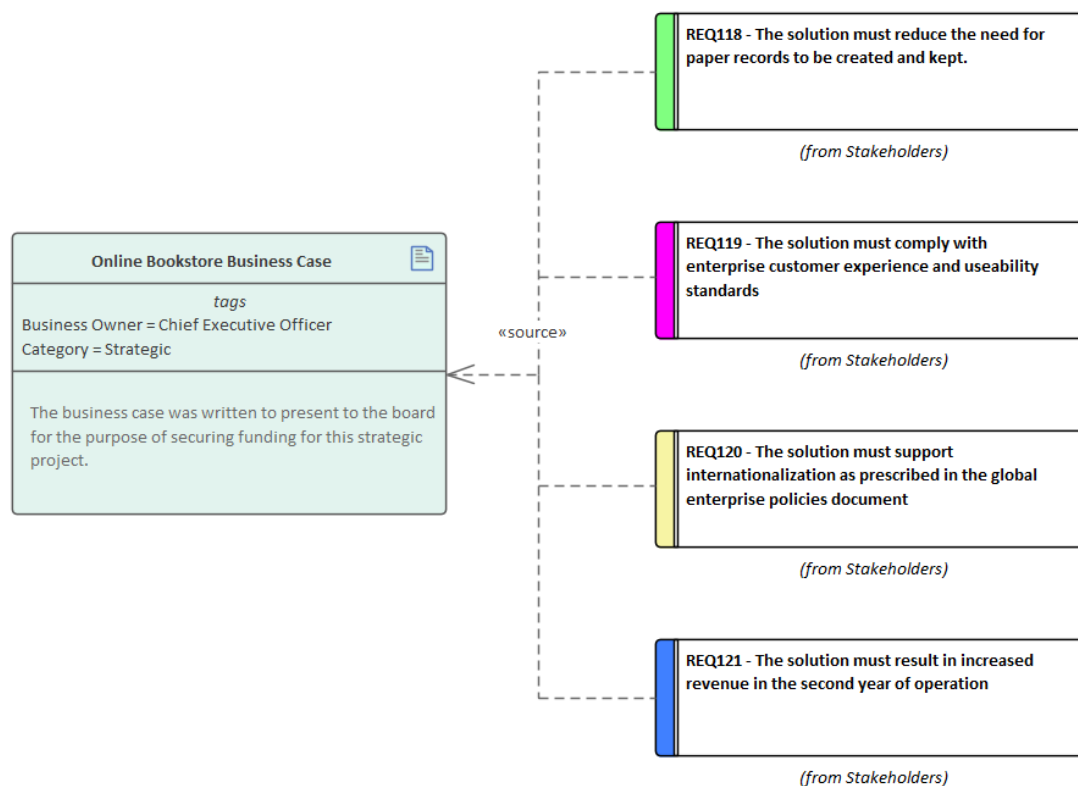 REQ118 - The solution must reduce the need for
paper records to be created and kept.
(from Stakeholders)
REQ119 - The solution must comply with
enterprise customer experience and useability
standards
(from Stakeholders)
Online Bookstore Business Case
tags
Business Owner = Chief Executive Officer
Category = Strategic
The business case was written to present to the board
for the purpose of securing funding for this strategic
project.
«source»
REQ120 - The solution must support
internationalization as prescribed in the global
enterprise policies document
(from Stakeholders)
REQ121 - The solution must result in increased
revenue in the second year of operation
(from Stakeholders)